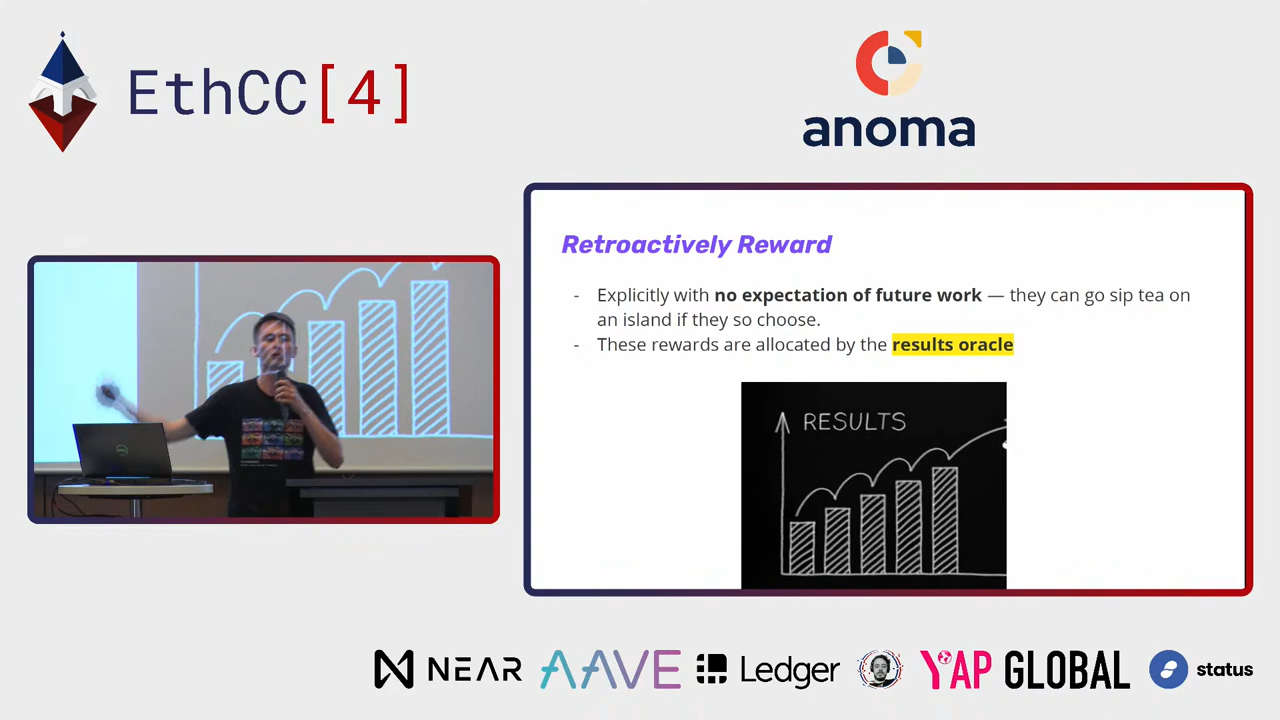 EthCC[4]
anoma
Retroactively Reward
- Explicitly with no expectation of future work — they can go sip tea on
an island if they so choose.
- These rewards are allocated by the results oracle
RESULTS
NEAR
AAVE
Ledger
YAP GLOBAL
status